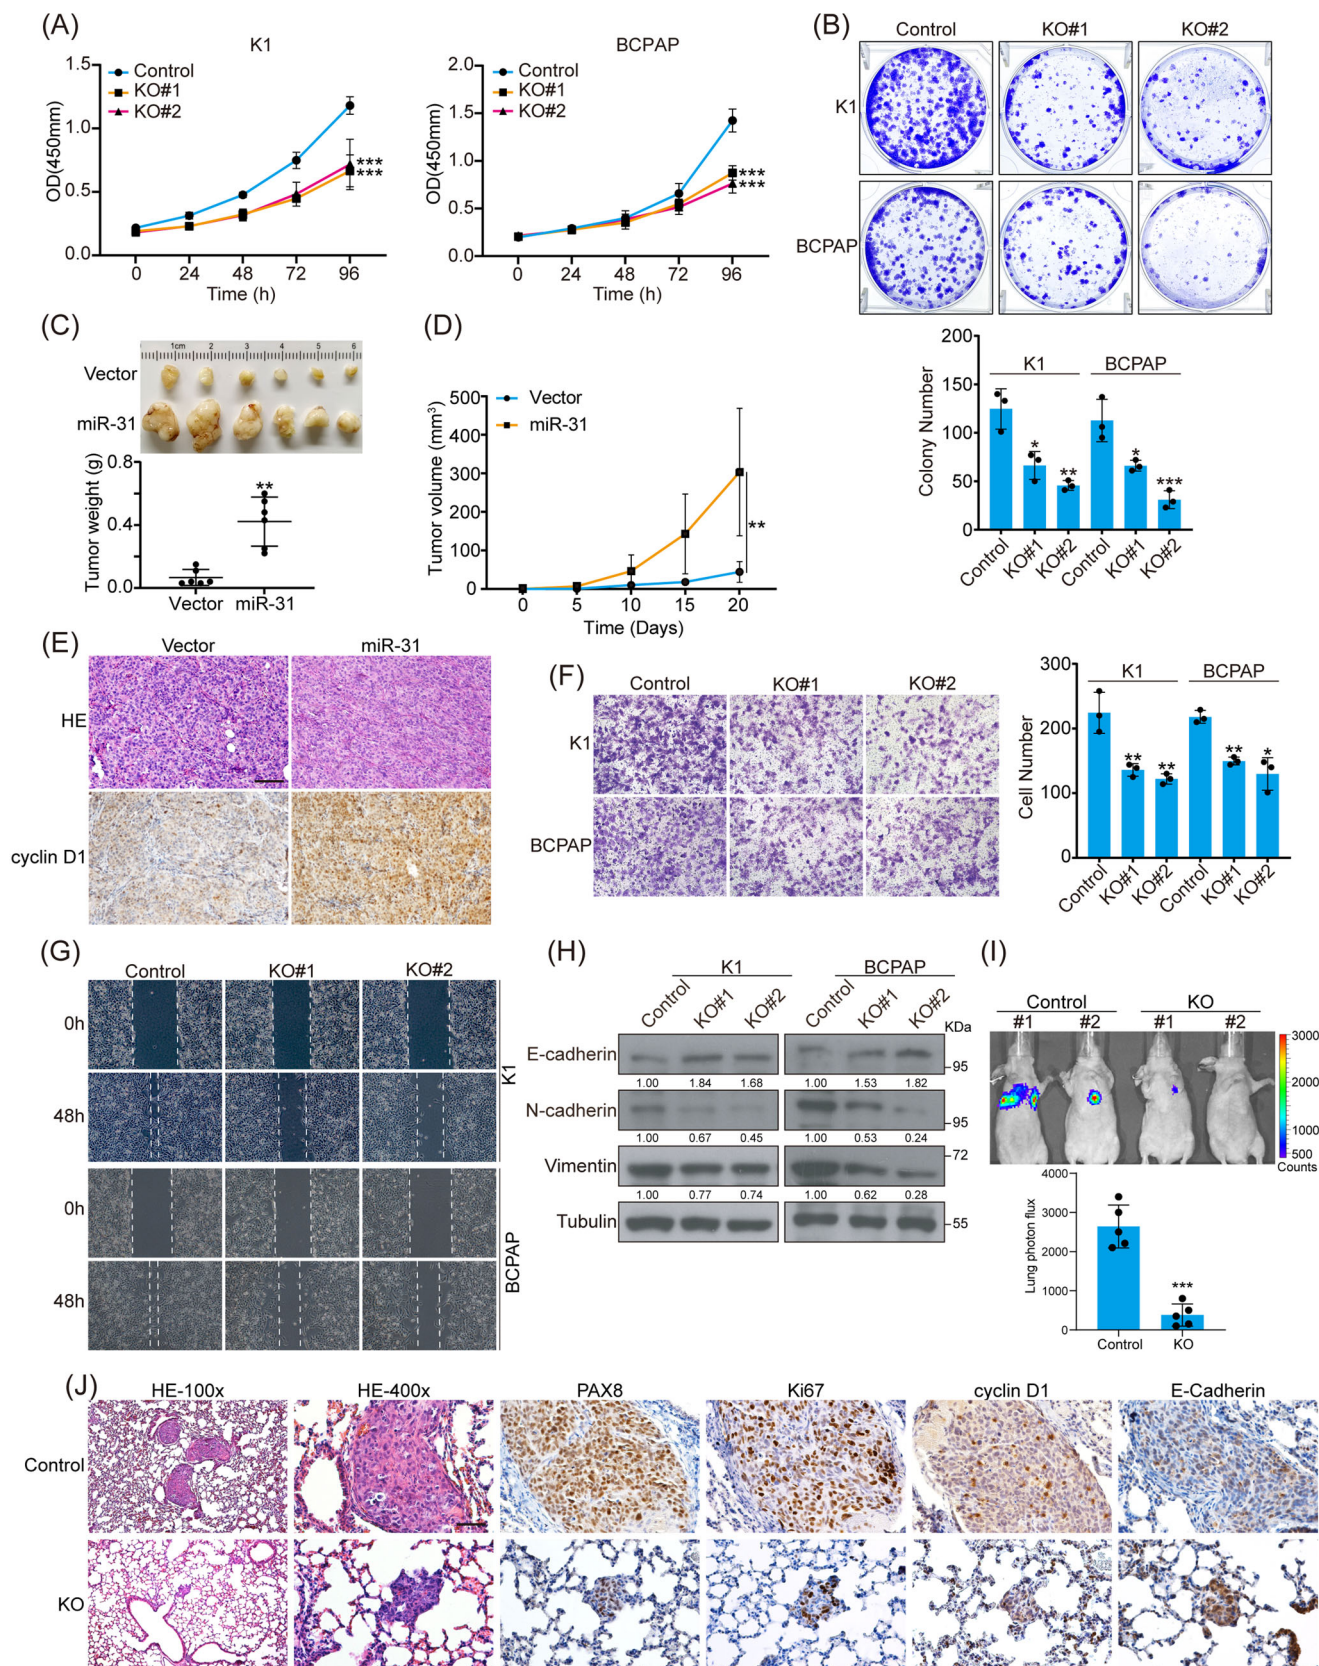 (A)
K1
Control
KO#1
KO#2
OD(450mm)
1.5
1.0
0.5
0.0
0 24 48 72 96
Time (h)
***
***
BCPAP
Control
KO#1
KO#2
OD(450mm)
2.0
1.5
1.0
0.5
0.0
0 24 48 72 96
Time (h)
***
***
(B)
Control KO#1 KO#2
K1
BCPAP
Colony Number
200
150
100
50
0
K1 BCPAP
* ** * ***
Control KO#1 KO#2 Control KO#1 KO#2
(C)
1cm 2 3 4 5 6
Vector
miR-31
Tumor weight (g)
0.8
0.4
0.0
**
Vector miR-31
(D)
Vector
miR-31
Tumor volume (mm³)
500
400
300
200
100
0
0 5 10 15 20
Time (Days)
**
(E)
Vector miR-31
HE
cyclin D1
(F)
Control KO#1 KO#2
K1
BCPAP
Cell Number
300
200
100
0
K1 BCPAP
** ** ** *
Control KO#1 KO#2 Control KO#1 KO#2
(G)
Control KO#1 KO#2
0h
48h
K1
0h
48h
BCPAP
(H)
K1 BCPAP
Control KO#1 KO#2 Control KO#1 KO#2
KDa
E-cadherin
95
1.00 1.84 1.68 1.00 1.53 1.82
N-cadherin
95
1.00 0.67 0.45 1.00 0.53 0.24
Vimentin
72
1.00 0.77 0.74 1.00 0.62 0.28
Tubulin
55
(I)
Control KO
#1 #2 #1 #2
3000
2000
1000
500
Counts
Lung photon flux
4000
3000
2000
1000
0
***
Control KO
(J)
HE-100x HE-400x PAX8 Ki67 cyclin D1 E-Cadherin
Control
KO